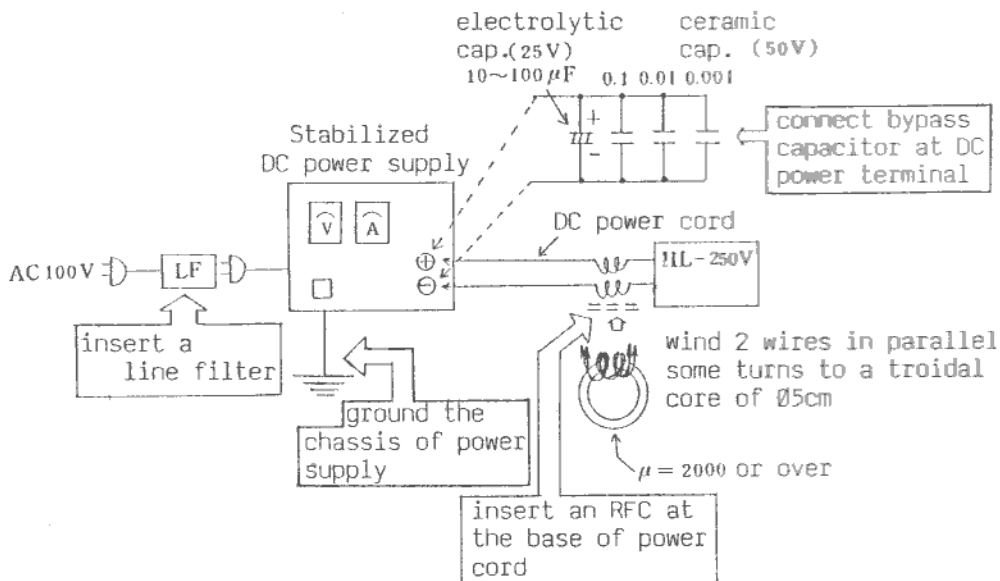 electrolytic
cap.(25V)
10~100 μF
ceramic
cap. (50V)
0.1 0.01 0.001
+
-
connect bypass
capacitor at DC
power terminal
Stabilized
DC power supply
V A
⊕
⊖
DC power cord
HL-250V
AC 100V
LF
insert a
line filter
ground the
chassis of power
supply
wind 2 wires in parallel
some turns to a troidal
core of Ø5cm
μ = 2000 or over
insert an RFC at
the base of power
cord